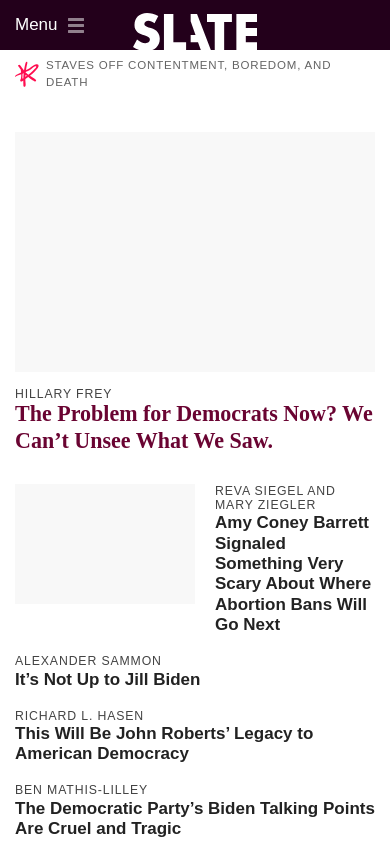 Menu
SLATE
STAVES OFF CONTENTMENT, BOREDOM, AND
DEATH
HILLARY FREY
The Problem for Democrats Now? We
Can’t Unsee What We Saw.
REVA SIEGEL AND
MARY ZIEGLER
Amy Coney Barrett
Signaled
Something Very
Scary About Where
Abortion Bans Will
Go Next
ALEXANDER SAMMON
It’s Not Up to Jill Biden
RICHARD L. HASEN
This Will Be John Roberts’ Legacy to
American Democracy
BEN MATHIS-LILLEY
The Democratic Party’s Biden Talking Points
Are Cruel and Tragic